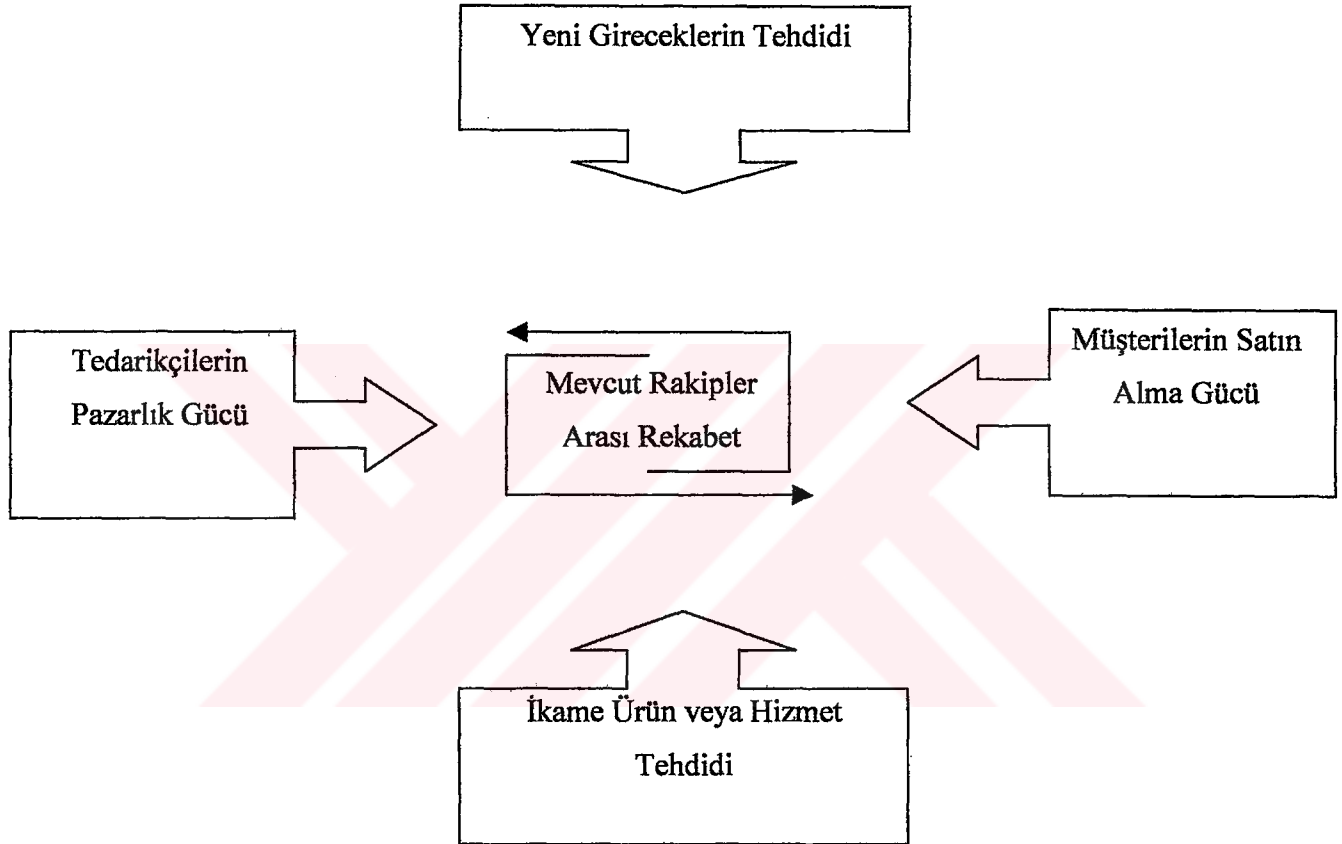 Yeni Gireceklerin Tehdidi
Tedarikçilerin
Pazarlık Gücü
Mevcut Rakipler
Arası Rekabet
Müşterilerin Satın
Alma Gücü
İkame Ürün veya Hizmet
Tehdidi